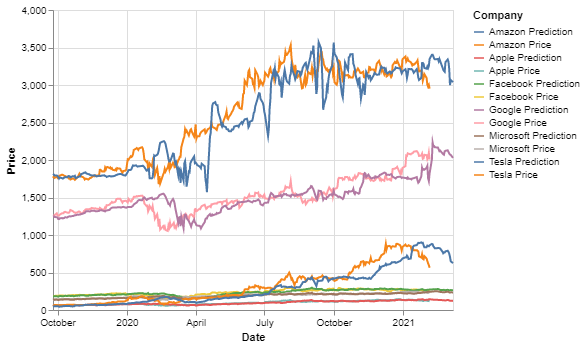 4,000
3,500
3,000
2,500
2,000
1,500
1,000
500
0
Price
October
2020
April
July
October
2021
Date
Company
Amazon Prediction
Amazon Price
Apple Prediction
Apple Price
Facebook Prediction
Facebook Price
Google Prediction
Google Price
Microsoft Prediction
Microsoft Price
Tesla Prediction
Tesla Price